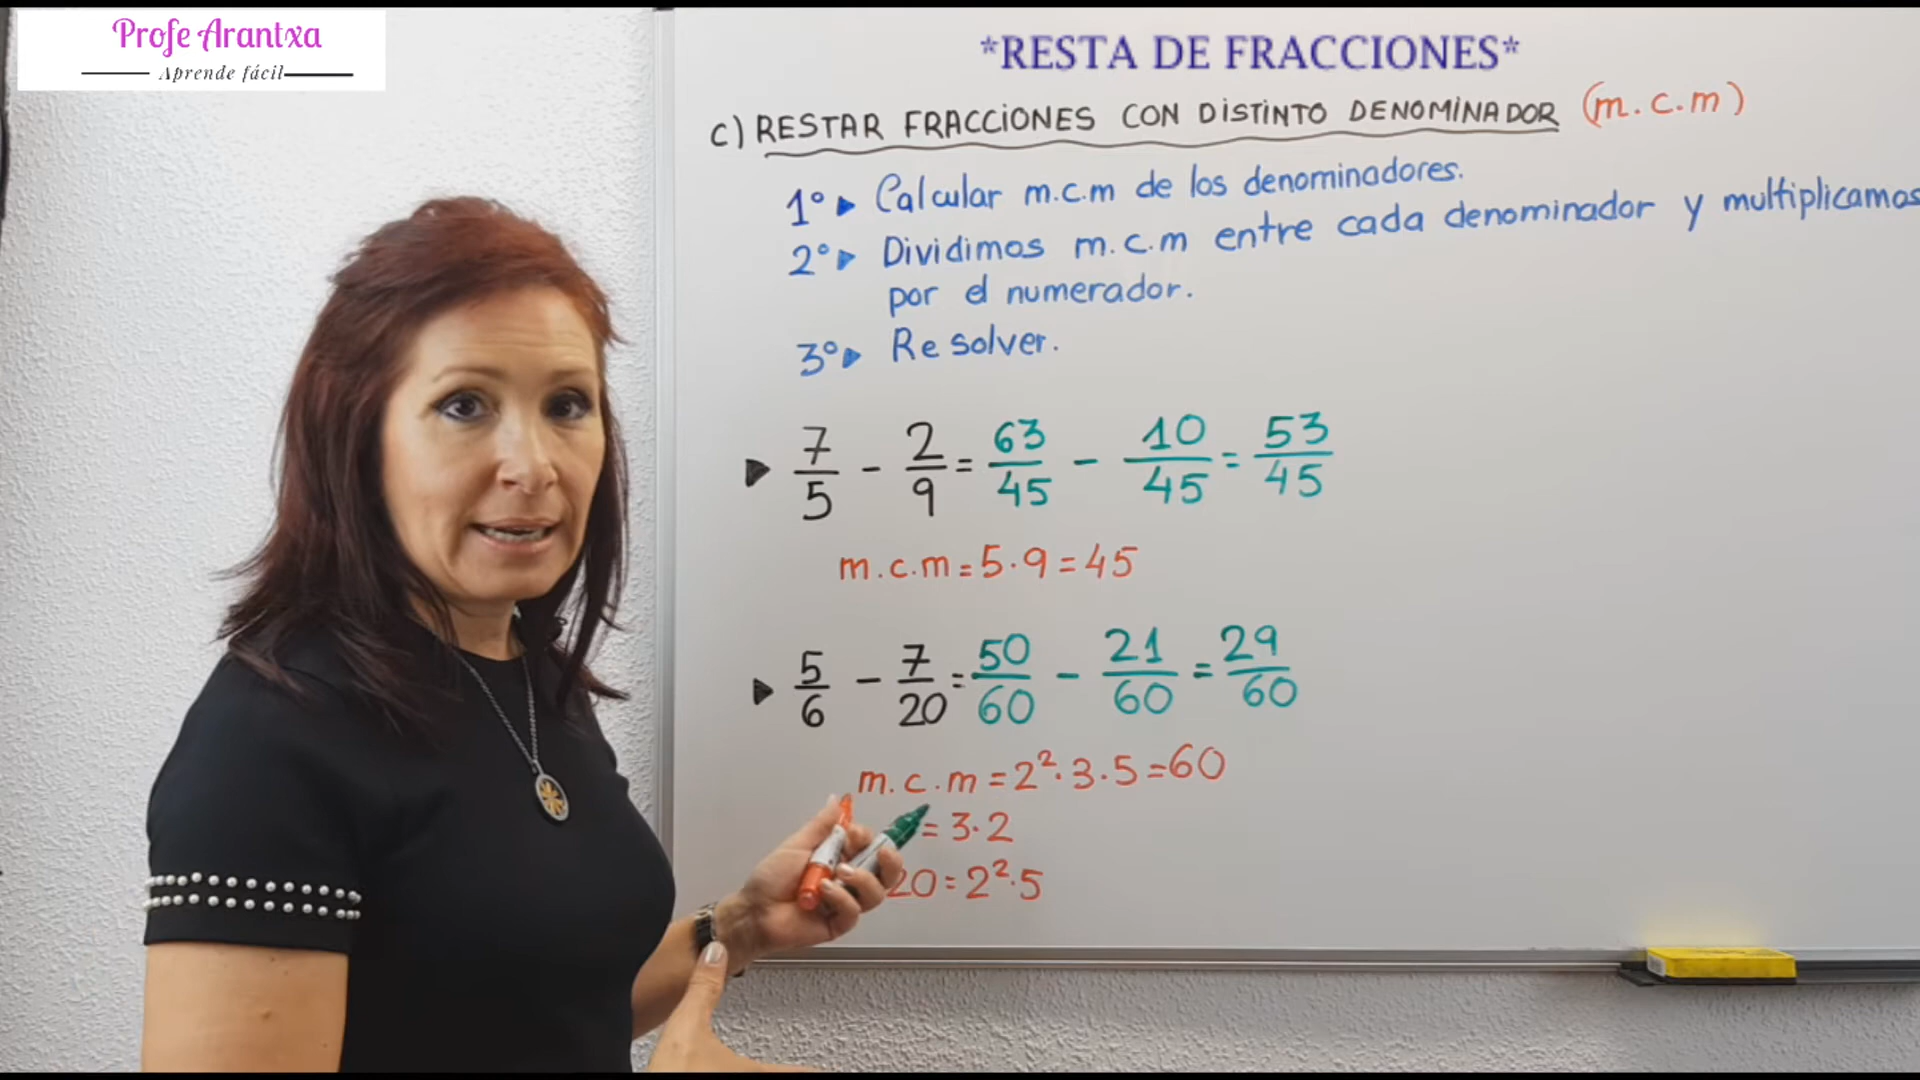 Profe Arantxa
Aprende fácil
*RESTA DE FRACCIONES*
c) RESTAR FRACCIONES CON DISTINTO DENOMINADOR (m.c.m)
1º ▶ Calcular m.c.m de los denominadores.
2º ▶ Dividimos m.c.m entre cada denominador y multiplicamos
por el numerador.
3º ▶ Resolver.
▶ 7/5 - 2/9 = 63/45 - 10/45 = 53/45
m.c.m = 5·9 = 45
▶ 5/6 - 7/20 = 50/60 - 21/60 = 29/60
m.c.m = 2²·3·5 = 60
= 3·2
20 = 2²·5